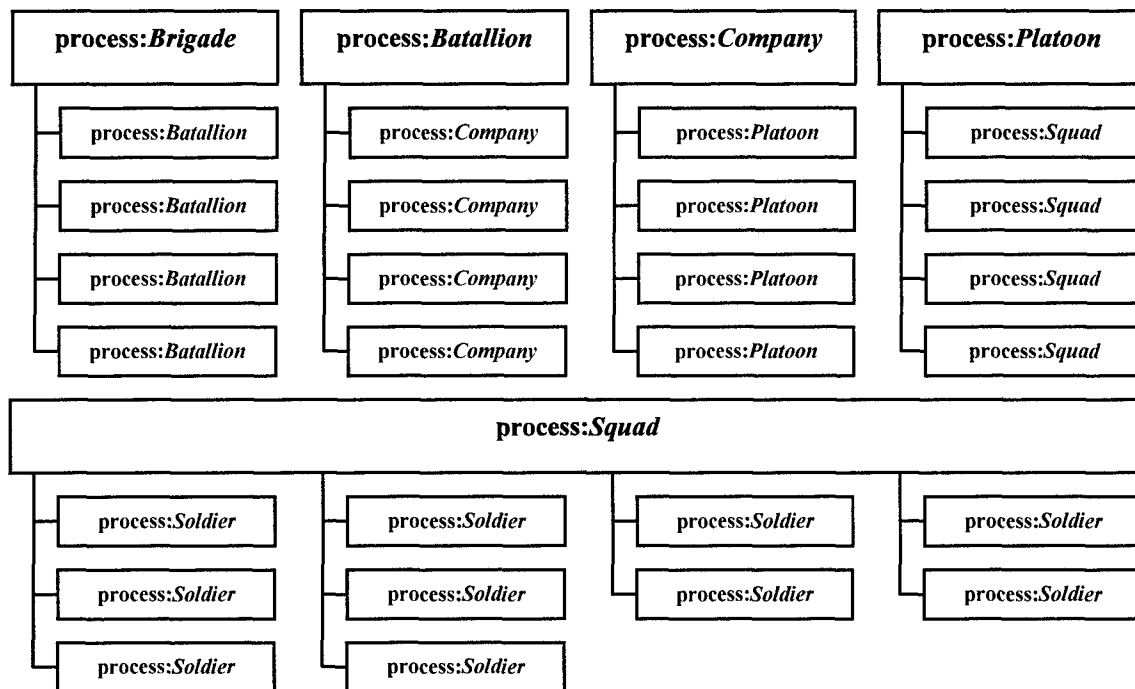 process:Brigade
process:Batallion
process:Batallion
process:Batallion
process:Batallion
process:Batallion
process:Company
process:Company
process:Company
process:Company
process:Company
process:Platoon
process:Platoon
process:Platoon
process:Platoon
process:Platoon
process:Squad
process:Squad
process:Squad
process:Squad
process:Squad
process:Soldier
process:Soldier
process:Soldier
process:Soldier
process:Soldier
process:Soldier
process:Soldier
process:Soldier
process:Soldier
process:Soldier